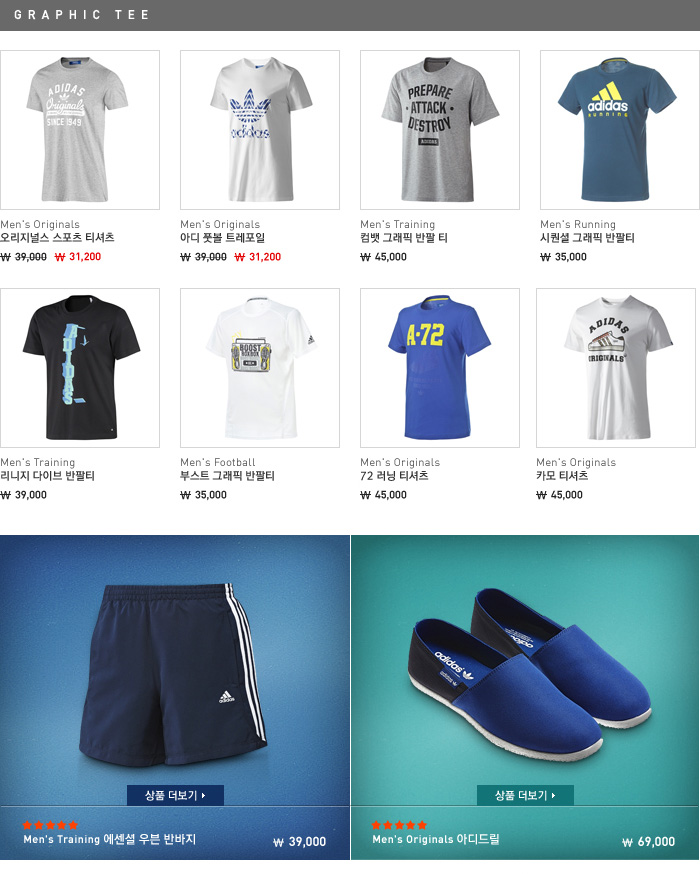 GRAPHIC TEE
ADIDAS
Originals
SINCE 1949
adidas
PREPARE
ATTACK
DESTROY
ADIDAS
adidas
RUNNING
Men's Originals
오리지널스 스포츠 티셔츠
₩ 39,000 ₩ 31,200
Men's Originals
아디 풋볼 트레포일
₩ 39,000 ₩ 31,200
Men's Training
컴뱃 그래픽 반팔 티
₩ 45,000
Men's Running
시퀀셜 그래픽 반팔티
₩ 35,000
ADIDAS
BOOST
BOXBOX
A-72
ADIDAS
ORIGINALS
Men's Training
리니지 다이브 반팔티
₩ 39,000
Men's Football
부스트 그래픽 반팔티
₩ 35,000
Men's Originals
72 러닝 티셔츠
₩ 45,000
Men's Originals
카모 티셔츠
₩ 45,000
adidas
adidas
adidas
adidas
상품 더보기
상품 더보기
Men's Training 에센셜 우븐 반바지
₩ 39,000
Men's Originals 아디드릴
₩ 69,000